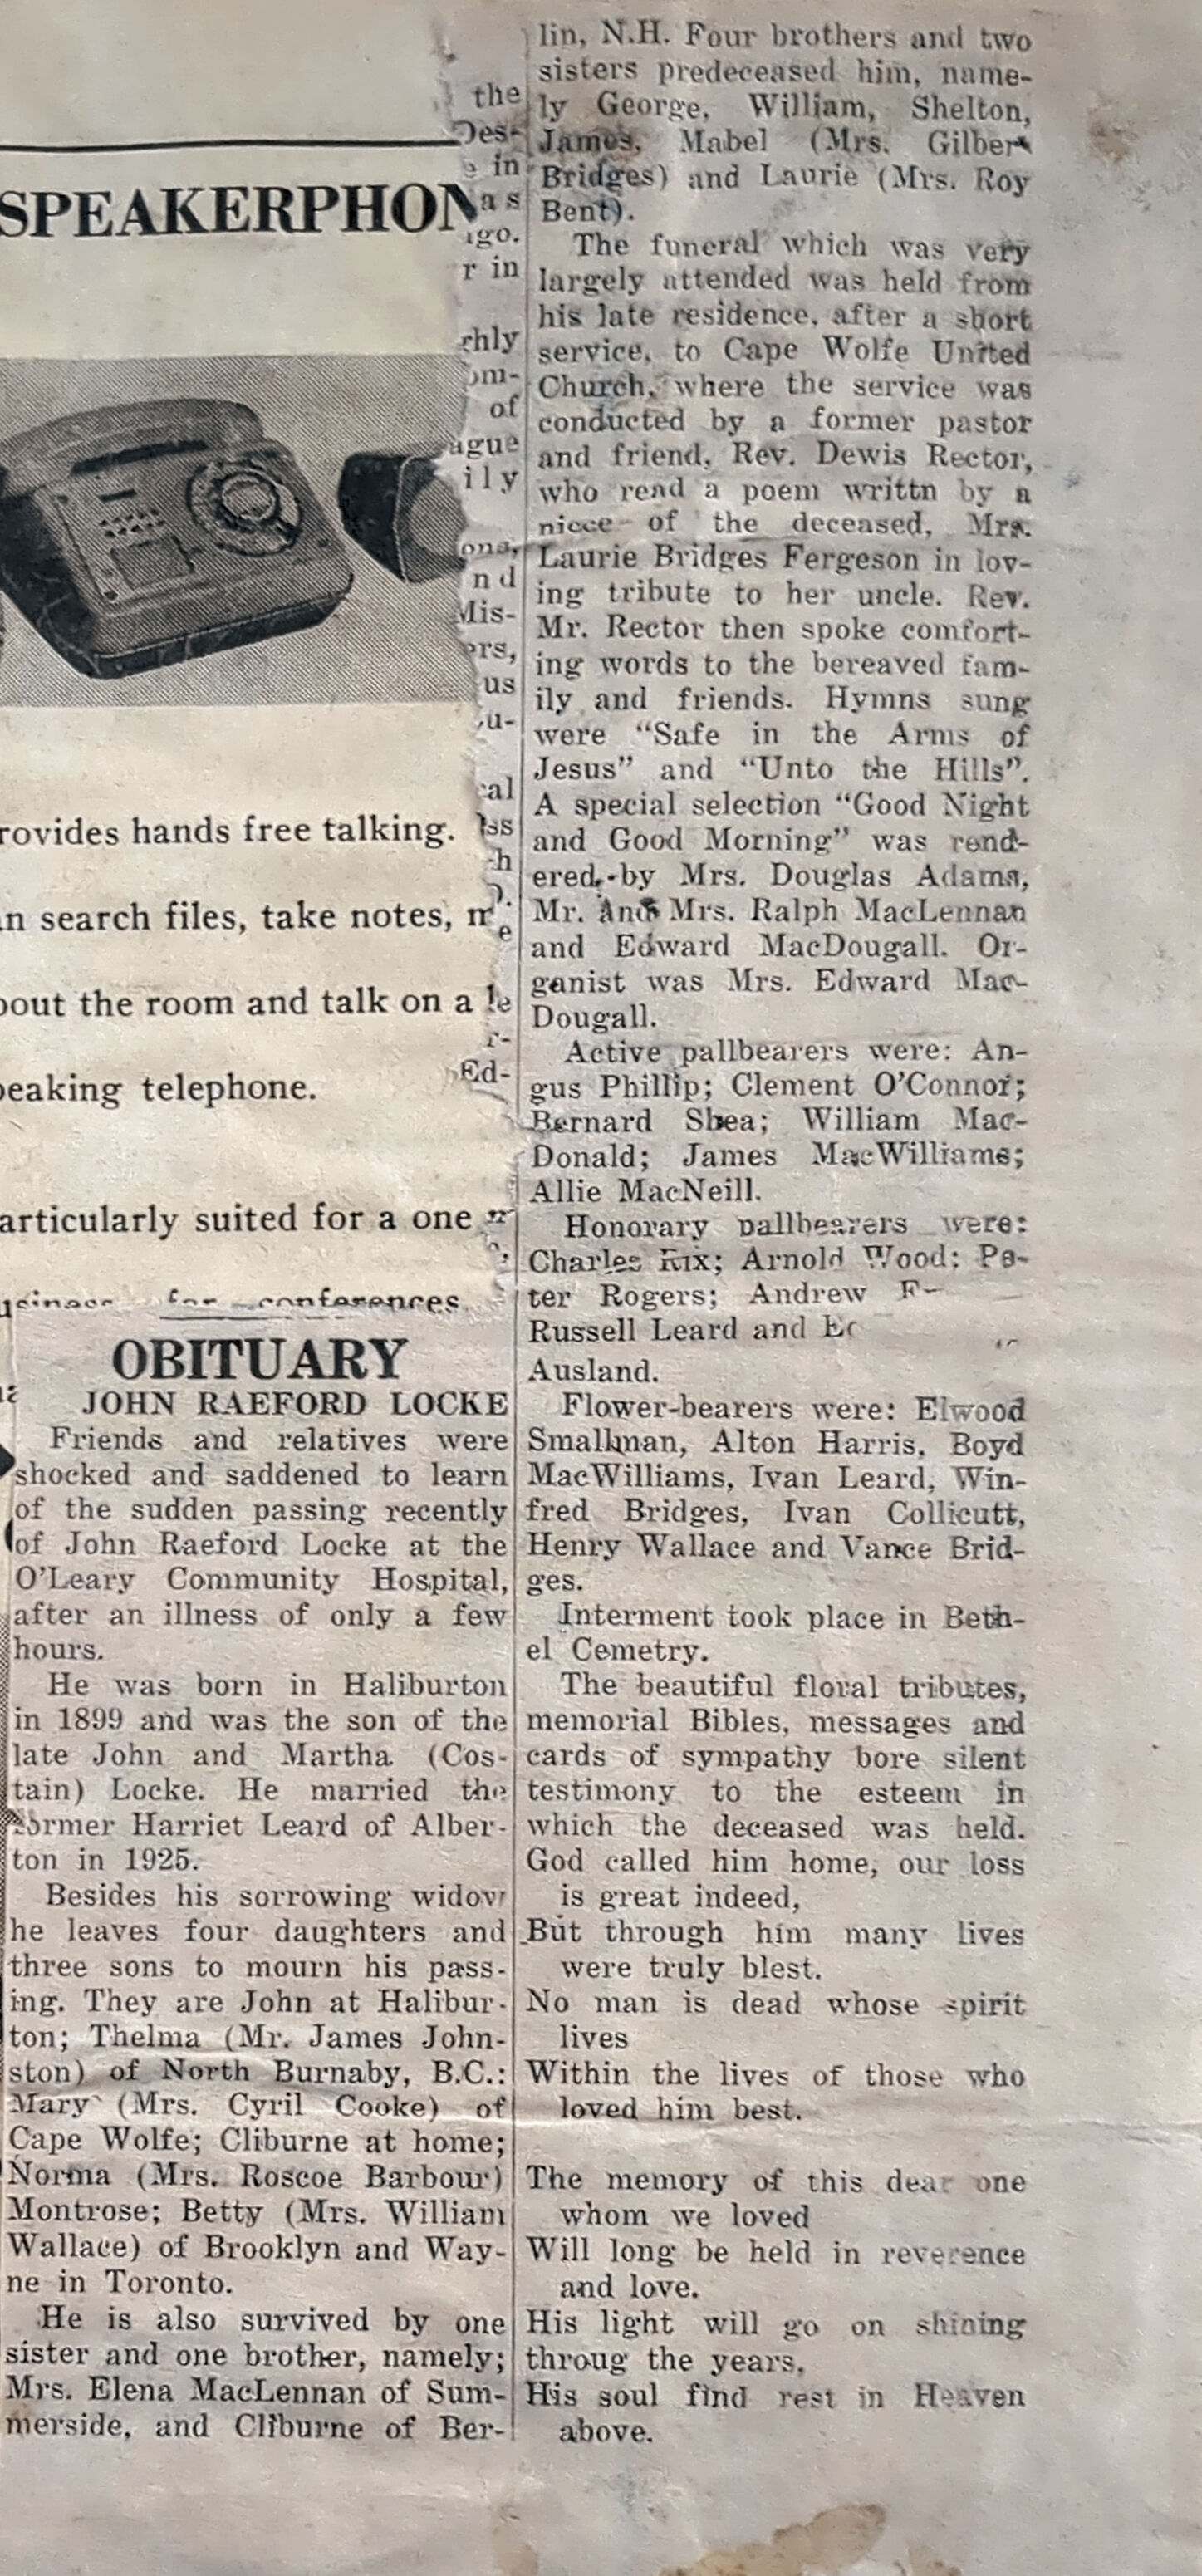 SPEAKERPHON
rovides hands free talking.
n search files, take notes,
bout the room and talk on a
peaking telephone.
articularly suited for a one
for conferences
the
Des-
in
as
ago.
r in
of
ily
nd
Mis-
us
Ed-
OBITUARY
JOHN RAEFORD LOCKE
Friends and relatives were
shocked and saddened to learn
of the sudden passing recently
of John Raeford Locke at the
O'Leary Community Hospital,
after an illness of only a few
hours.
He was born in Haliburton
in 1899 and was the son of the
late John and Martha (Cos-
tain) Locke. He married the
former Harriet Leard of Alber-
ton in 1925.
Besides his sorrowing widow
he leaves four daughters and
three sons to mourn his pass-
ing. They are John at Halibur-
ton; Thelma (Mr. James John-
ston) of North Burnaby, B.C.:
Mary (Mrs. Cyril Cooke) of
Cape Wolfe; Cliburne at home;
Norma (Mrs. Roscoe Barbour)
Montrose; Betty (Mrs. William
Wallace) of Brooklyn and Way-
ne in Toronto.
He is also survived by one
sister and one brother, namely;
Mrs. Elena MacLennan of Sum-
merside, and Cliburne of Ber-
lin, N.H. Four brothers and two
sisters predeceased him, name-
ly George, William, Shelton,
James, Mabel (Mrs. Gilbert
Bridges) and Laurie (Mrs. Roy
Bent).
The funeral which was very
largely attended was held from
his late residence, after a short
service, to Cape Wolfe United
Church, where the service was
conducted by a former pastor
and friend, Rev. Dewis Rector,
who read a poem writtn by a
niece of the deceased, Mrs.
Laurie Bridges Fergeson in lov-
ing tribute to her uncle. Rev.
Mr. Rector then spoke comfort-
ing words to the bereaved fam-
ily and friends. Hymns sung
were "Safe in the Arms of
Jesus" and "Unto the Hills".
A special selection "Good Night
and Good Morning" was rend-
ered by Mrs. Douglas Adams,
Mr. and Mrs. Ralph MacLennan
and Edward MacDougall. Or-
ganist was Mrs. Edward Mac-
Dougall.
Active pallbearers were: An-
gus Phillip; Clement O'Connor;
Bernard Shea; William Mac-
Donald; James MacWilliams;
Allie MacNeill.
Honorary pallbearers were:
Charles Rix; Arnold Wood; Pe-
ter Rogers; Andrew
Russell Leard and
Ausland.
Flower-bearers were: Elwood
Smallman, Alton Harris, Boyd
MacWilliams, Ivan Leard, Win-
fred Bridges, Ivan Collicutt,
Henry Wallace and Vance Brid-
ges.
Interment took place in Beth-
el Cemetry.
The beautiful floral tributes,
memorial Bibles, messages and
cards of sympathy bore silent
testimony to the esteem in
which the deceased was held.
God called him home, our loss
is great indeed,
But through him many lives
were truly blest.
No man is dead whose spirit
lives
Within the lives of those who
loved him best.
The memory of this dear one
whom we loved
Will long be held in reverence
and love.
His light will go on shining
throug the years,
His soul find rest in Heaven
above.